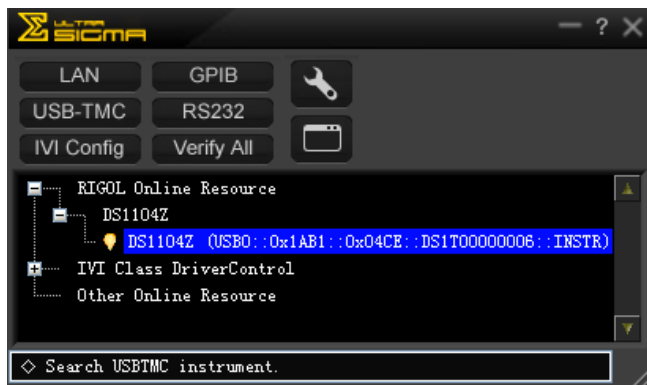 ULTRA
SIGMA
— ? X
LAN GPIB
USB-TMC RS232
IVI Config Verify All
RIGOL Online Resource
DS1104Z
DS1104Z (USB0::0x1AB1::0x04CE::DS1T00000006::INSTR)
IVI Class DriverControl
Other Online Resource
◇ Search USBTMC instrument.